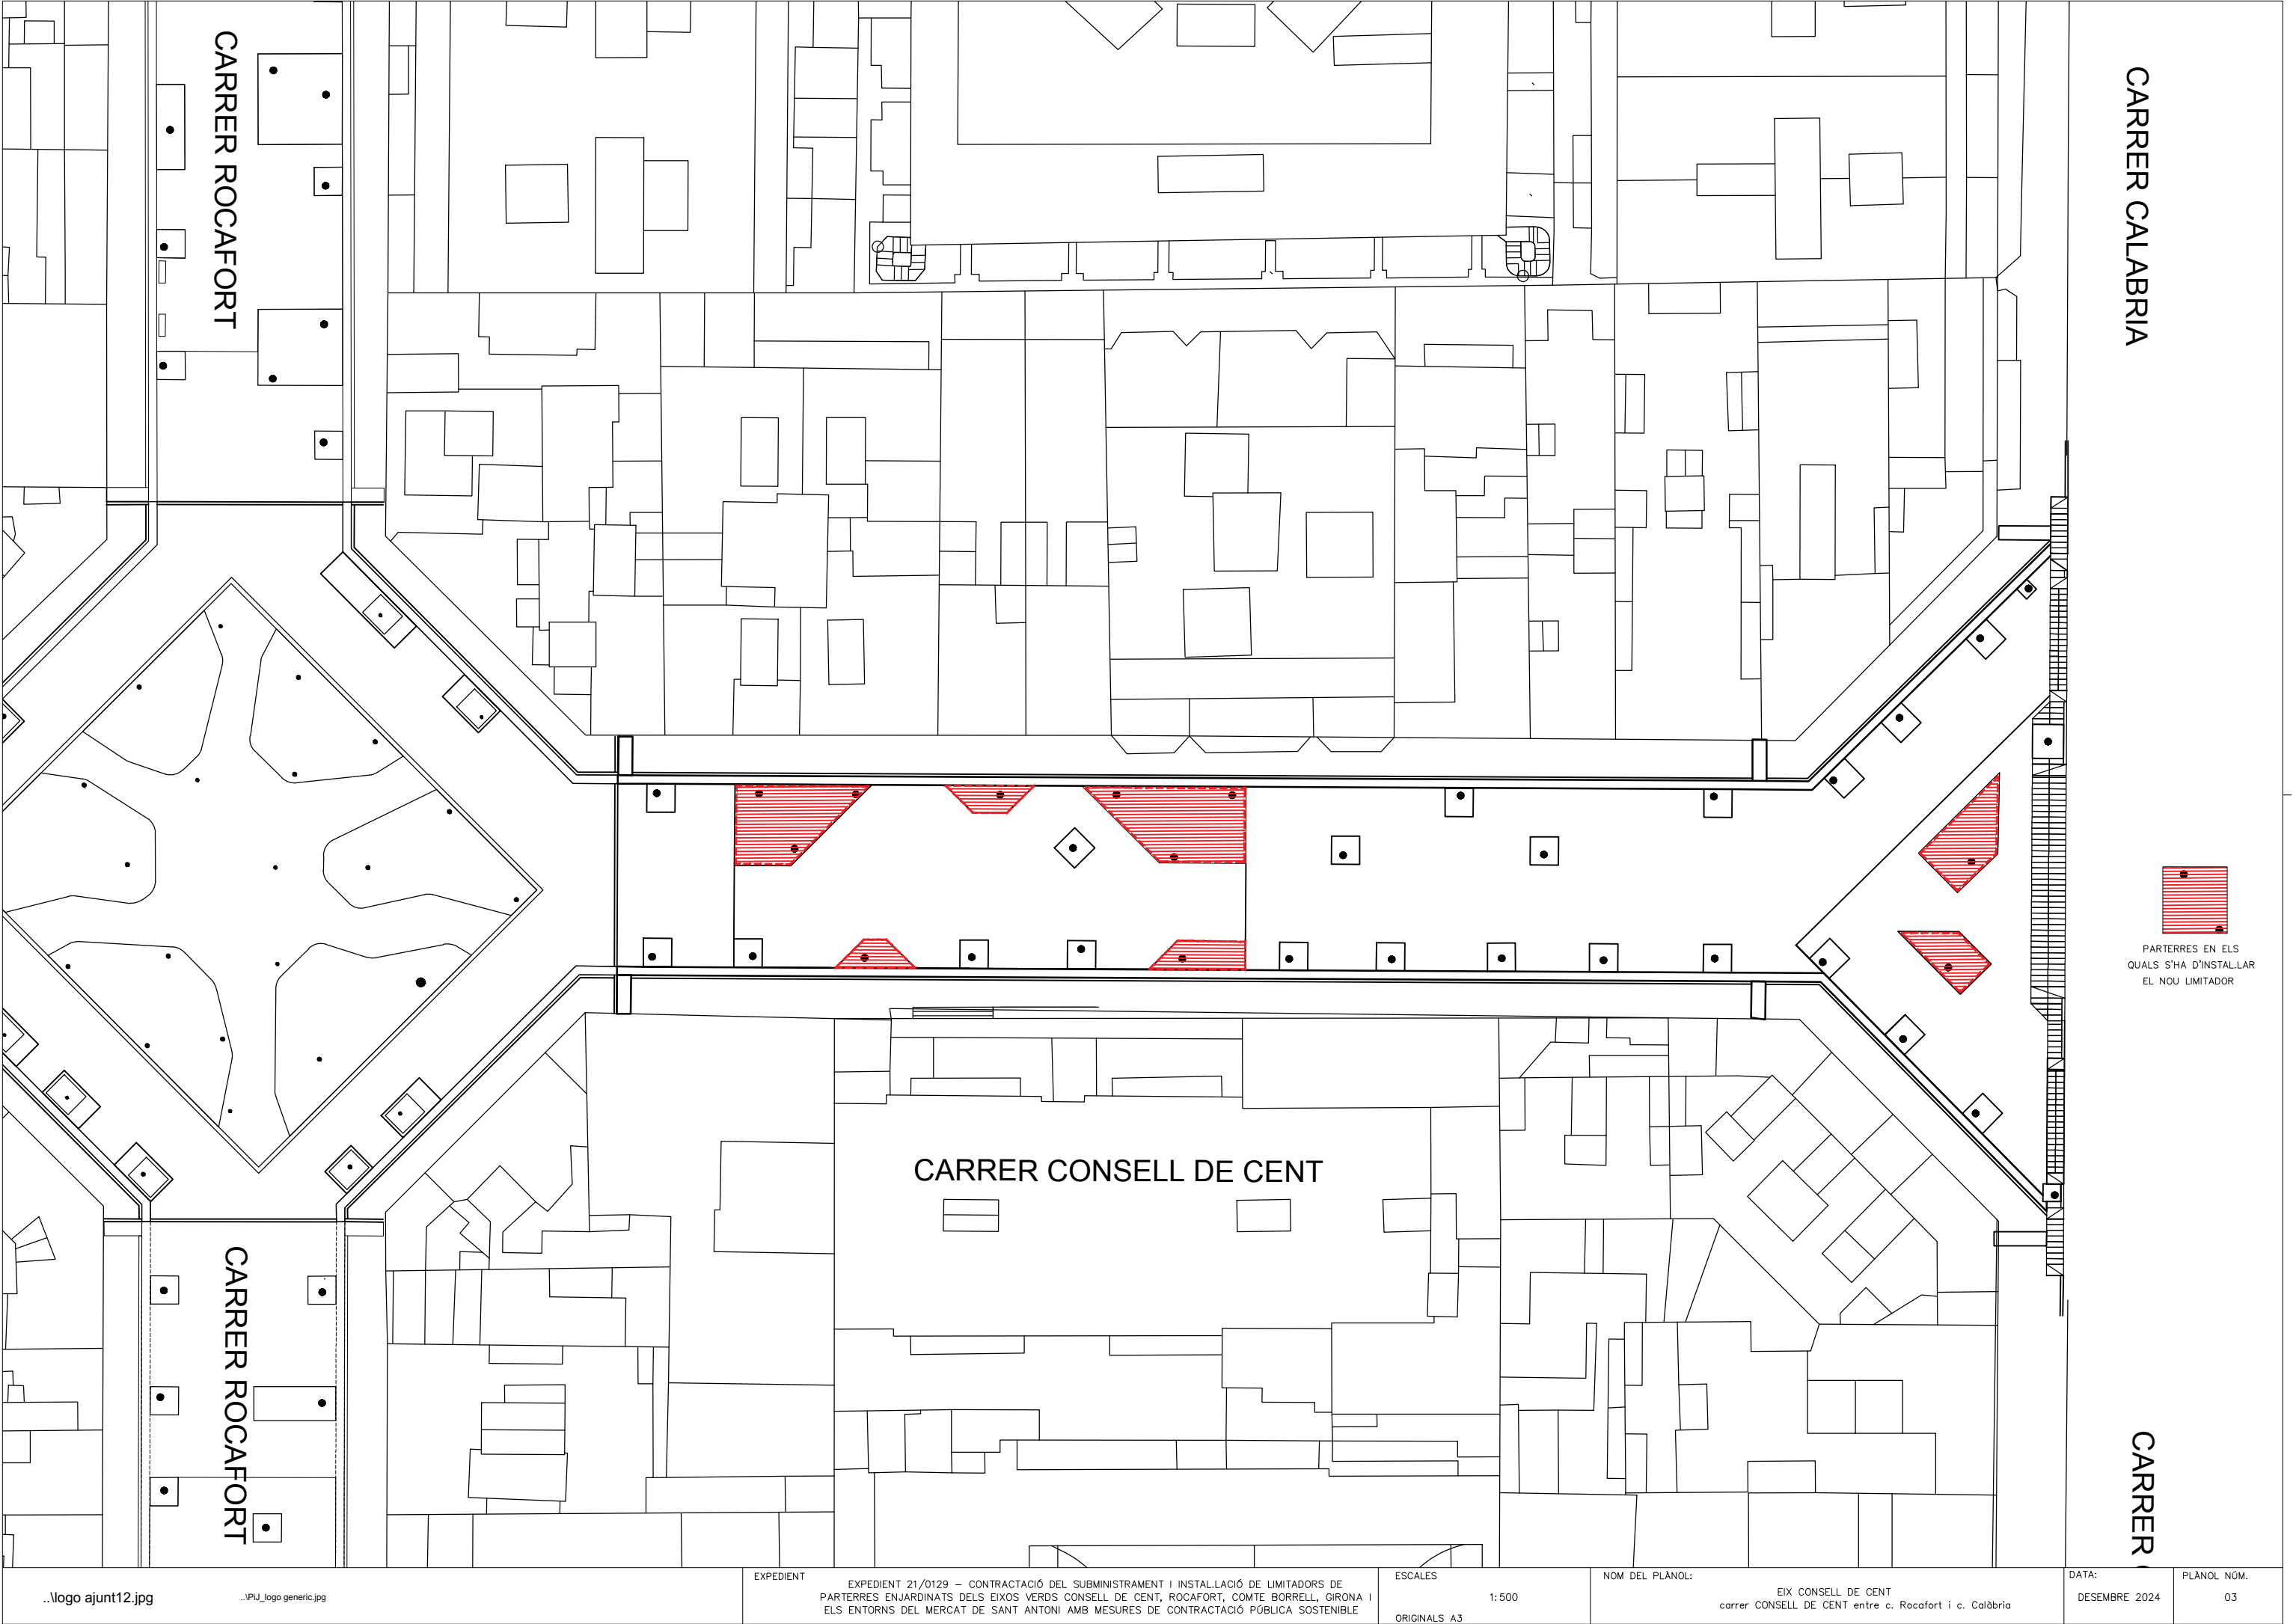 CARRER ROCAFORT
CARRER CALABRIA
PARTERRES EN ELS
QUALS S'HA D'INSTAL.LAR
EL NOU LIMITADOR
CARRER CONSELL DE CENT
CARRER ROCAFORT
CARRER
..\logo ajunt12.jpg
..\PiJ_logo generic.jpg
EXPEDIENT
EXPEDIENT 21/0129 – CONTRACTACIÓ DEL SUBMINISTRAMENT I INSTAL.LACIÓ DE LIMITADORS DE
PARTERRES ENJARDINATS DELS EIXOS VERDS CONSELL DE CENT, ROCAFORT, COMTE BORRELL, GIRONA I
ELS ENTORNS DEL MERCAT DE SANT ANTONI AMB MESURES DE CONTRACTACIÓ PÚBLICA SOSTENIBLE
ESCALES
1:500
ORIGINALS A3
NOM DEL PLÀNOL:
EIX CONSELL DE CENT
carrer CONSELL DE CENT entre c. Rocafort i c. Calàbria
DATA:
DESEMBRE 2024
PLÀNOL NÚM.
03